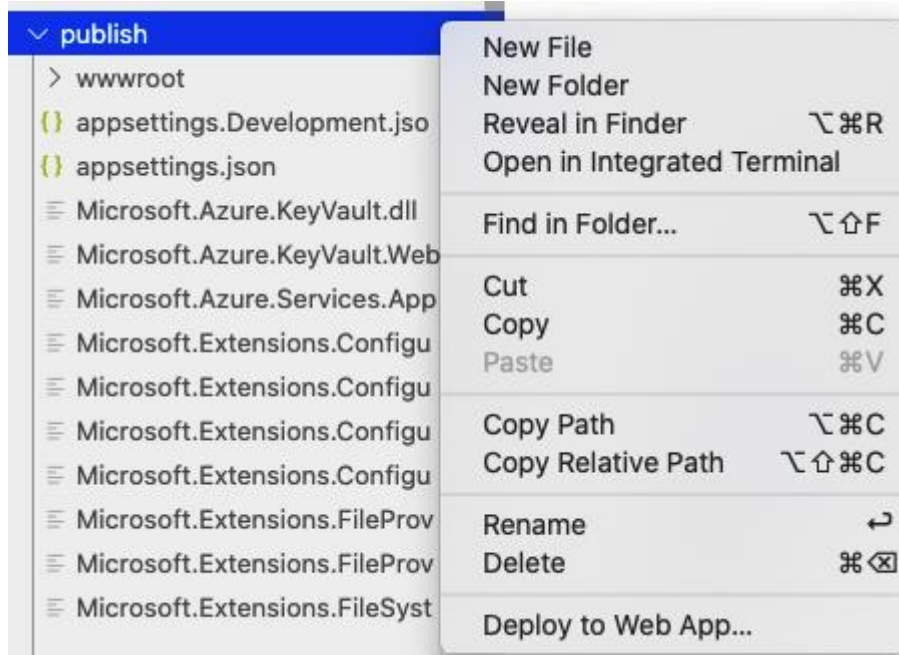 publish
wwwroot
appsettings.Development.jso
appsettings.json
Microsoft.Azure.KeyVault.dll
Microsoft.Azure.KeyVault.Web
Microsoft.Azure.Services.App
Microsoft.Extensions.Configu
Microsoft.Extensions.Configu
Microsoft.Extensions.Configu
Microsoft.Extensions.Configu
Microsoft.Extensions.FileProv
Microsoft.Extensions.FileProv
Microsoft.Extensions.FileSyst
New File
New Folder
Reveal in Finder ⌥⌘R
Open in Integrated Terminal
Find in Folder... ⌥⇧F
Cut ⌘X
Copy ⌘C
Paste ⌘V
Copy Path ⌥⌘C
Copy Relative Path ⌥⇧⌘C
Rename ↩
Delete ⌘⌫
Deploy to Web App...